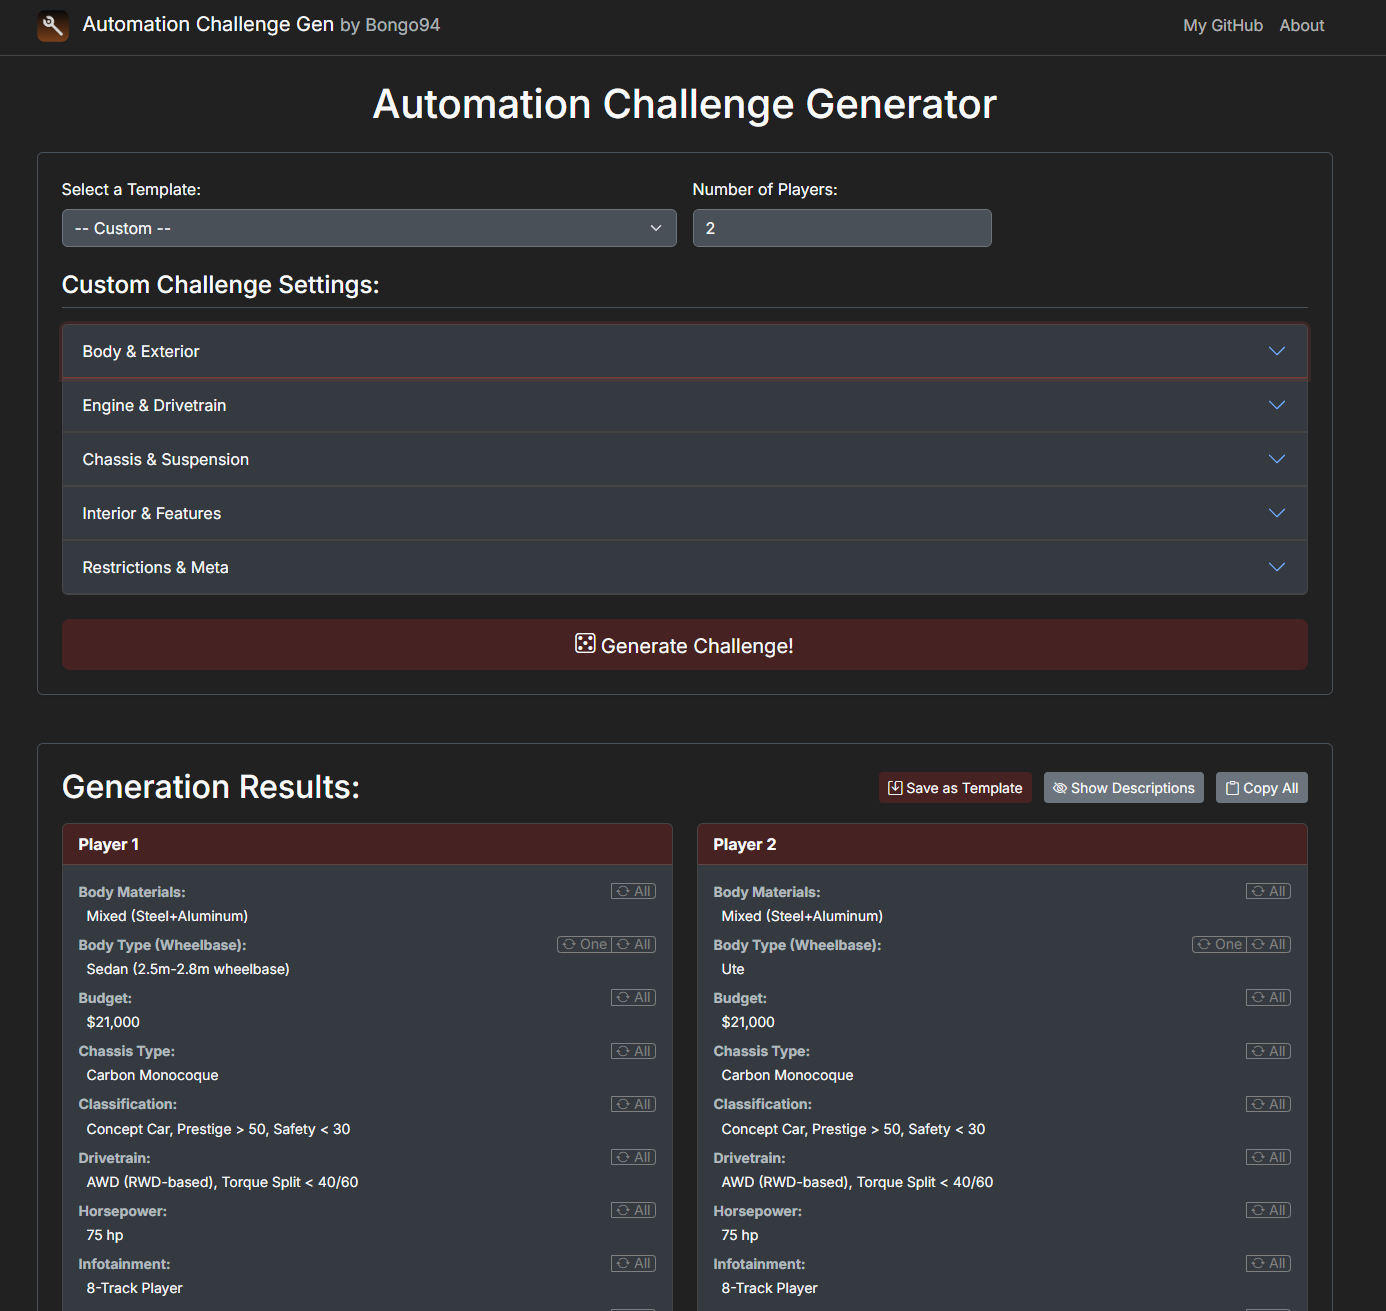 Automation Challenge Gen by Bongo94
My GitHub About
Automation Challenge Generator
Select a Template:
Number of Players:
-- Custom --
2
Custom Challenge Settings:
Body & Exterior
Engine & Drivetrain
Chassis & Suspension
Interior & Features
Restrictions & Meta
Generate Challenge!
Generation Results:
Save as Template
Show Descriptions
Copy All
Player 1
Body Materials: All
Mixed (Steel+Aluminum)
Body Type (Wheelbase): One All
Sedan (2.5m-2.8m wheelbase)
Budget: All
$21,000
Chassis Type: All
Carbon Monocoque
Classification: All
Concept Car, Prestige > 50, Safety < 30
Drivetrain: All
AWD (RWD-based), Torque Split < 40/60
Horsepower: All
75 hp
Infotainment: All
8-Track Player
Player 2
Body Materials: All
Mixed (Steel+Aluminum)
Body Type (Wheelbase): One All
Ute
Budget: All
$21,000
Chassis Type: All
Carbon Monocoque
Classification: All
Concept Car, Prestige > 50, Safety < 30
Drivetrain: All
AWD (RWD-based), Torque Split < 40/60
Horsepower: All
75 hp
Infotainment: All
8-Track Player